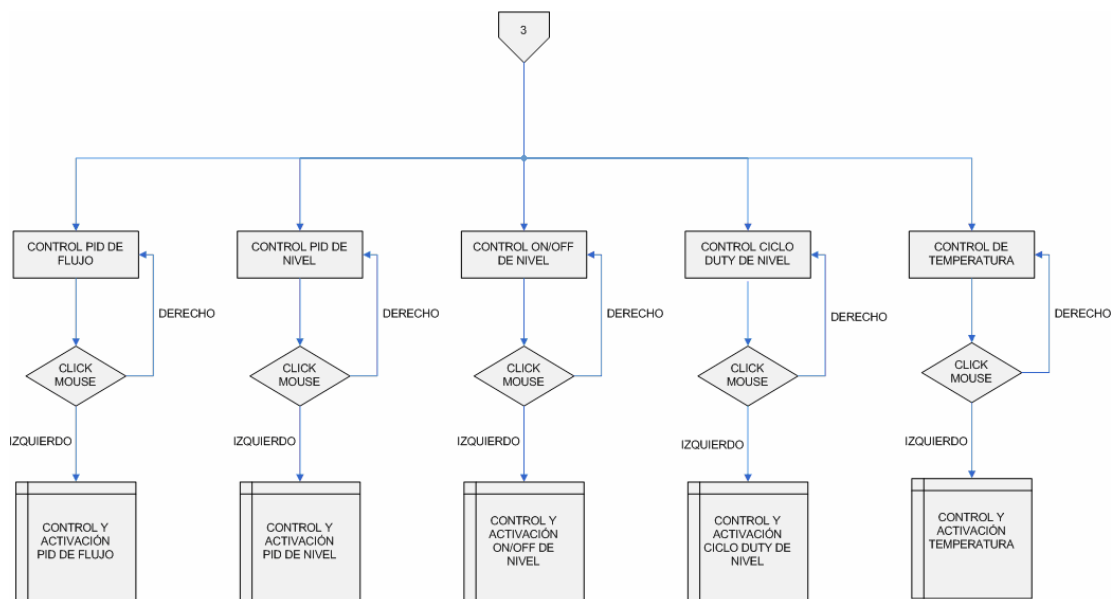 3
CONTROL PID DE
FLUJO
CONTROL PID DE
NIVEL
CONTROL ON/OFF
DE NIVEL
CONTROL CICLO
DUTY DE NIVEL
CONTROL DE
TEMPERATURA
DERECHO
DERECHO
DERECHO
DERECHO
DERECHO
CLICK
MOUSE
CLICK
MOUSE
CLICK
MOUSE
CLICK
MOUSE
CLICK
MOUSE
IZQUIERDO
IZQUIERDO
IZQUIERDO
IZQUIERDO
IZQUIERDO
CONTROL Y
ACTIVACIÓN
PID DE FLUJO
CONTROL Y
ACTIVACIÓN
PID DE NIVEL
CONTROL Y
ACTIVACIÓN
ON/OFF DE
NIVEL
CONTROL Y
ACTIVACIÓN
CICLO DUTY DE
NIVEL
CONTROL Y
ACTIVACIÓN
TEMPERATURA